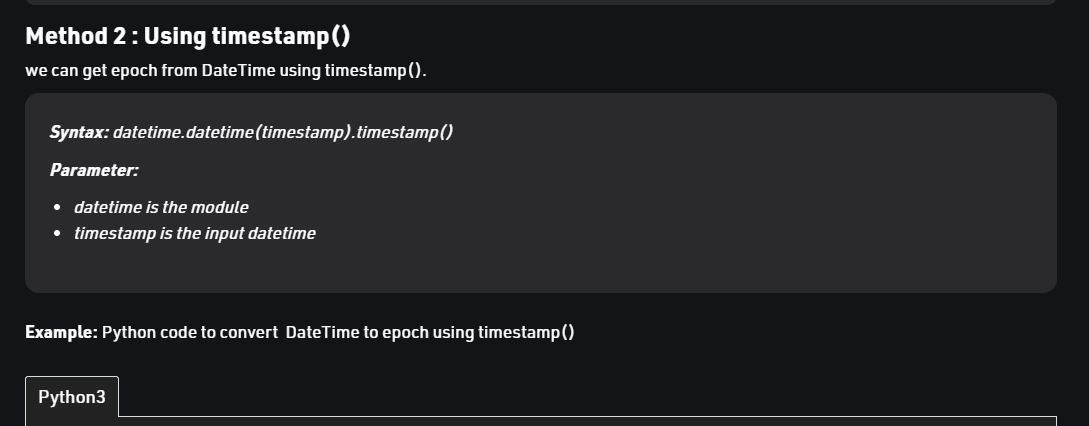 Method 2 : Using timestamp()
we can get epoch from DateTime using timestamp().
Syntax: datetime.datetime(timestamp).timestamp()
Parameter:
• datetime is the module
• timestamp is the input datetime
Example: Python code to convert  DateTime to epoch using timestamp()
Python3